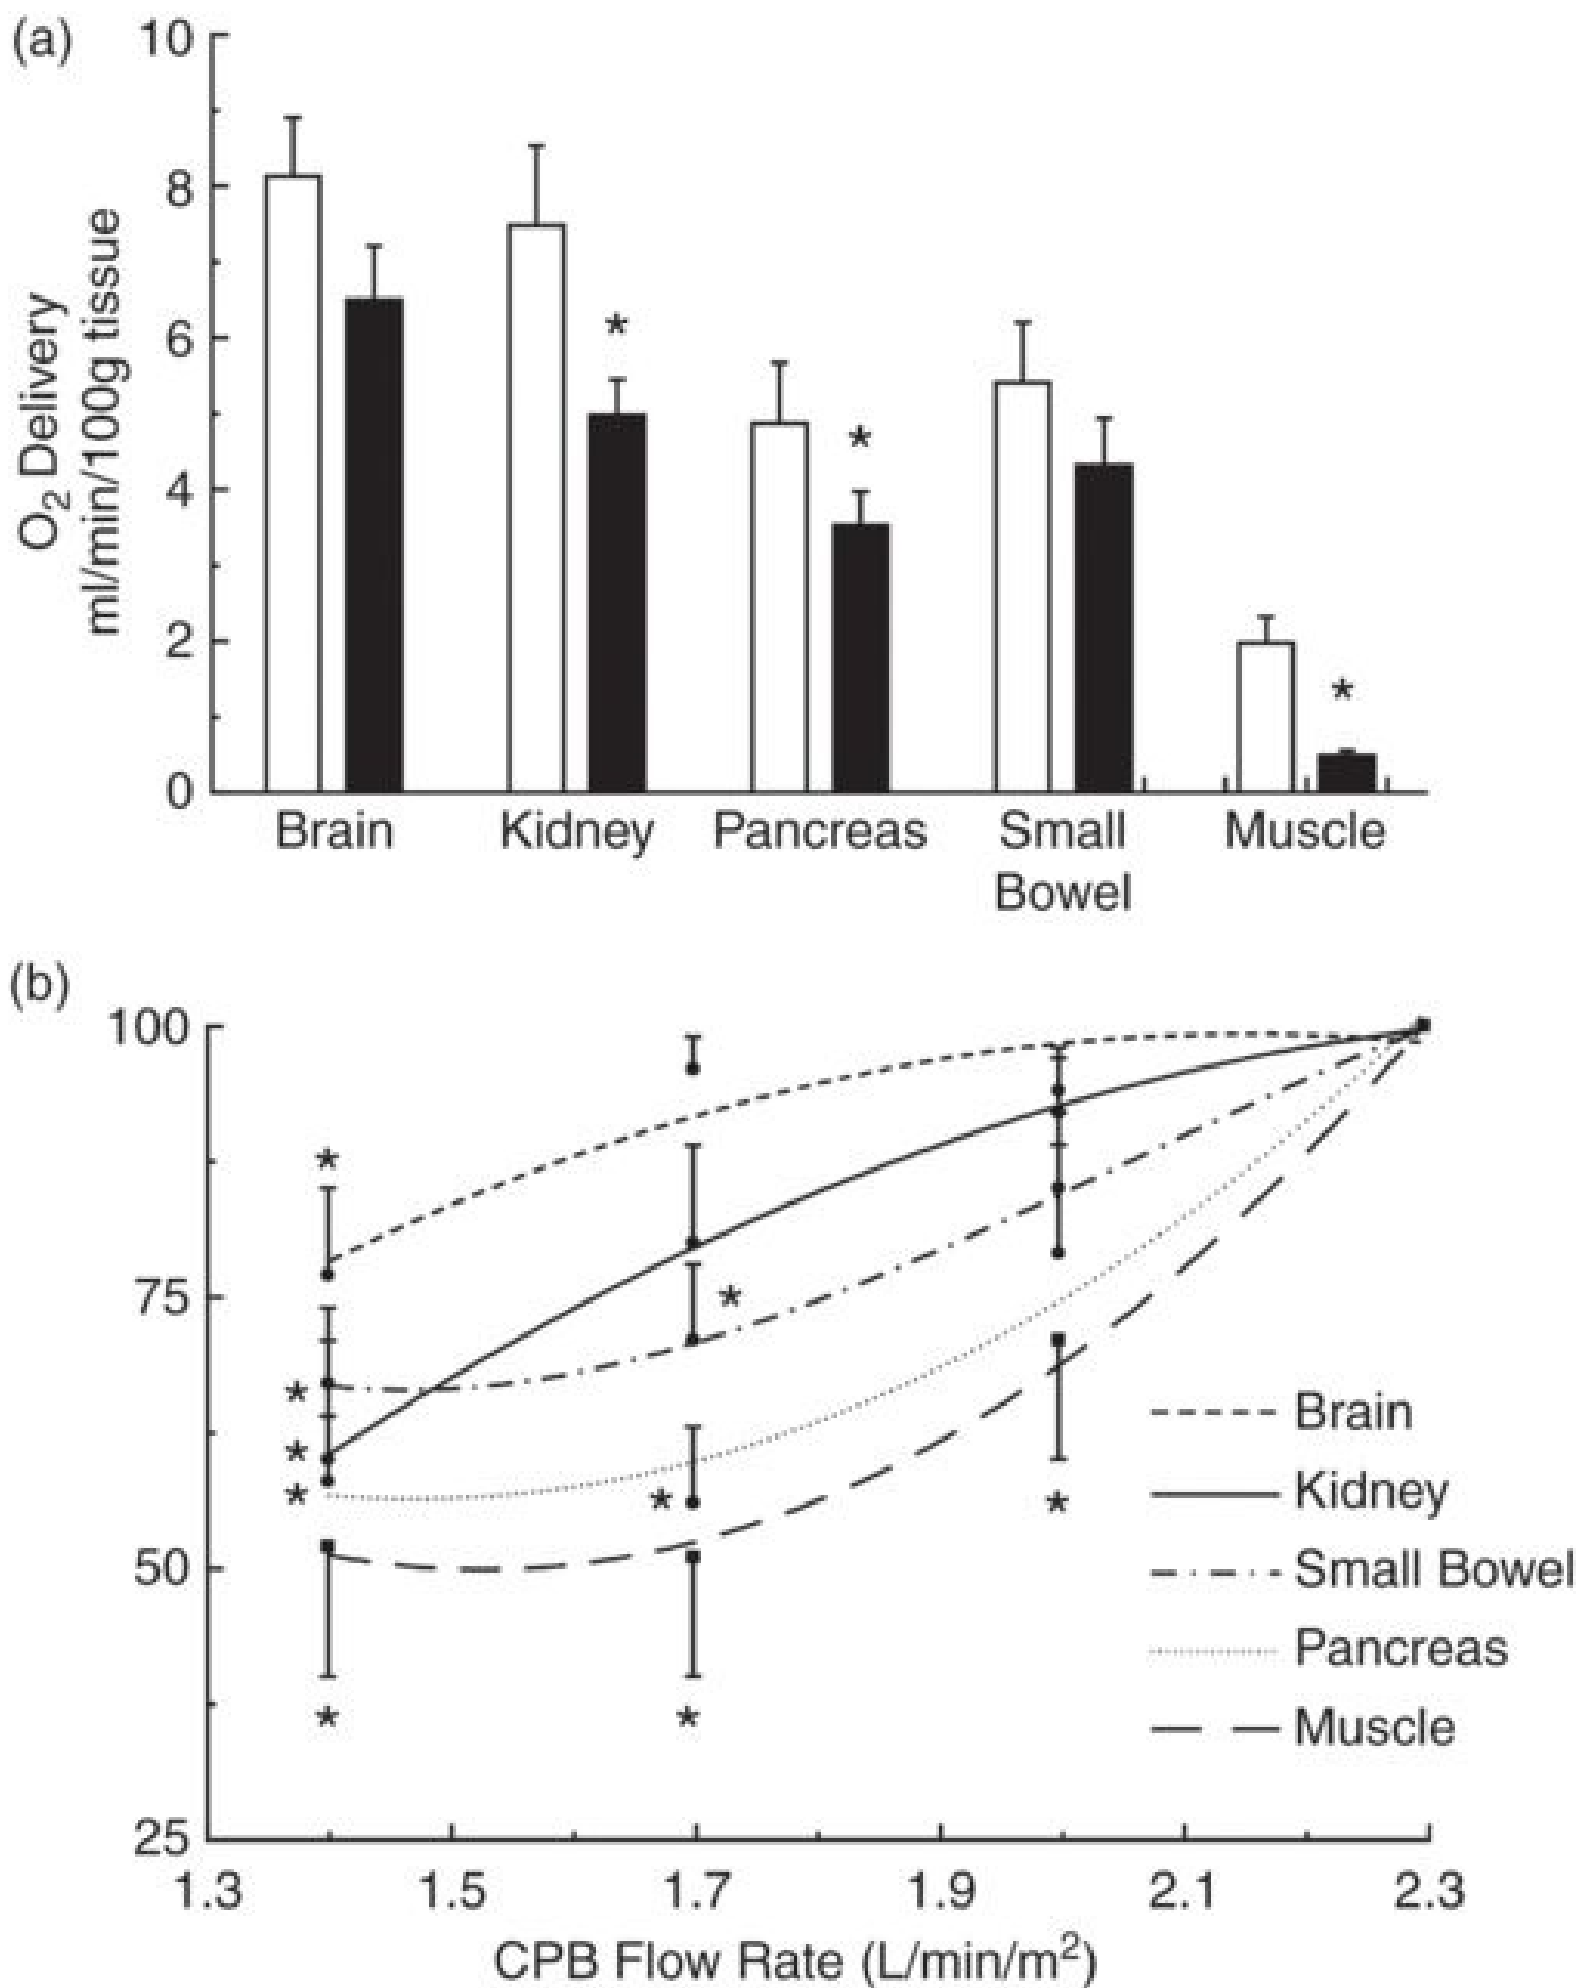 (a)
10
8
6
4
2
0
O₂ Delivery
ml/min/100g tissue
*
*
*
Brain
Kidney
Pancreas
Small
Bowel
Muscle
(b)
100
75
50
25
*
*
*
*
*
*
*
*
*
Brain
Kidney
Small Bowel
Pancreas
Muscle
1.3
1.5
1.7
1.9
2.1
2.3
CPB Flow Rate (L/min/m²)